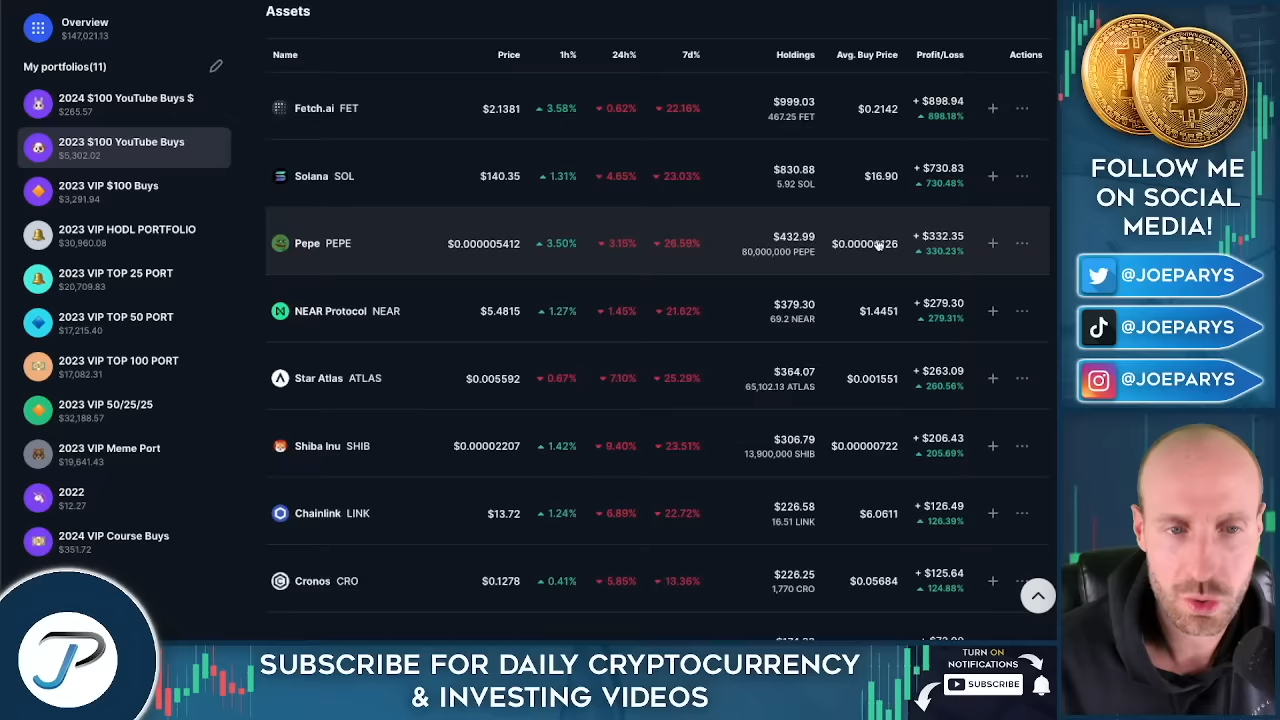 Overview
$147,021.13
My portfolios(11)
2024 $100 YouTube Buys $
$265.57
2023 $100 YouTube Buys
$5,302.02
2023 VIP $100 Buys
$3,291.94
2023 VIP HODL PORTFOLIO
$30,960.08
2023 VIP TOP 25 PORT
$20,709.83
2023 VIP TOP 50 PORT
$17,215.40
2023 VIP TOP 100 PORT
$17,082.31
2023 VIP 50/25/25
$32,188.57
2023 VIP Meme Port
$19,641.43
2022
$12.27
2024 VIP Course Buys
$351.72
Assets
Name Price 1h% 24h% 7d% Holdings Avg. Buy Price Profit/Loss Actions
Fetch.ai FET $2.1381 3.58% 0.62% 22.16% $999.03 $0.2142 + $898.94
467.25 FET 898.18%
Solana SOL $140.35 1.31% 4.65% 23.03% $830.88 $16.90 + $730.83
5.92 SOL 730.48%
Pepe PEPE $0.000005412 3.50% 3.15% 26.59% $432.99 + $332.35
80,000,000 PEPE 330.23%
NEAR Protocol NEAR $5.4815 1.27% 1.45% 21.62% $379.30 $1.4451 + $279.30
69.2 NEAR 279.31%
Star Atlas ATLAS $0.005592 0.67% 7.10% 25.29% $364.07 $0.001551 + $263.09
65,102.13 ATLAS 260.56%
Shiba Inu SHIB $0.00002207 1.42% 9.40% 23.51% $306.79 $0.00000722 + $206.43
13,900,000 SHIB 205.69%
Chainlink LINK $13.72 1.24% 6.89% 22.72% $226.58 $6.0611 + $126.49
16.51 LINK 126.39%
Cronos CRO $0.1278 0.41% 5.85% 13.36% $226.25 $0.05684 + $125.64
1,770 CRO 124.88%
FOLLOW ME
ON SOCIAL
MEDIA!
@JOEPARYS
@JOEPARYS
@JOEPARYS
SUBSCRIBE FOR DAILY CRYPTOCURRENCY
& INVESTING VIDEOS
TURN ON
NOTIFICATIONS
SUBSCRIBE